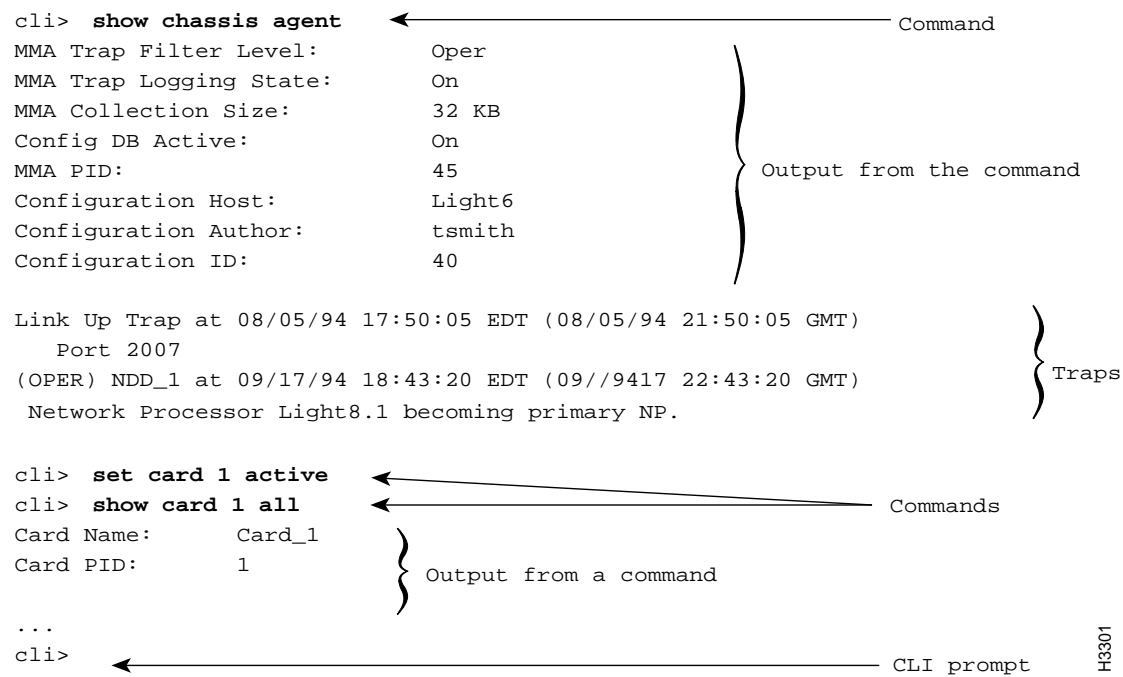 cli> show chassis agent Command
MMA Trap Filter Level: Oper
MMA Trap Logging State: On
MMA Collection Size: 32 KB
Config DB Active: On
MMA PID: 45 Output from the command
Configuration Host: Light6
Configuration Author: tsmith
Configuration ID: 40
Link Up Trap at 08/05/94 17:50:05 EDT (08/05/94 21:50:05 GMT)
Port 2007
(OPER) NDD_1 at 09/17/94 18:43:20 EDT (09//9417 22:43:20 GMT) Traps
Network Processor Light8.1 becoming primary NP.
cli> set card 1 active
cli> show card 1 all Commands
Card Name: Card_1
Card PID: 1 Output from a command
...
cli> CLI prompt
H3301